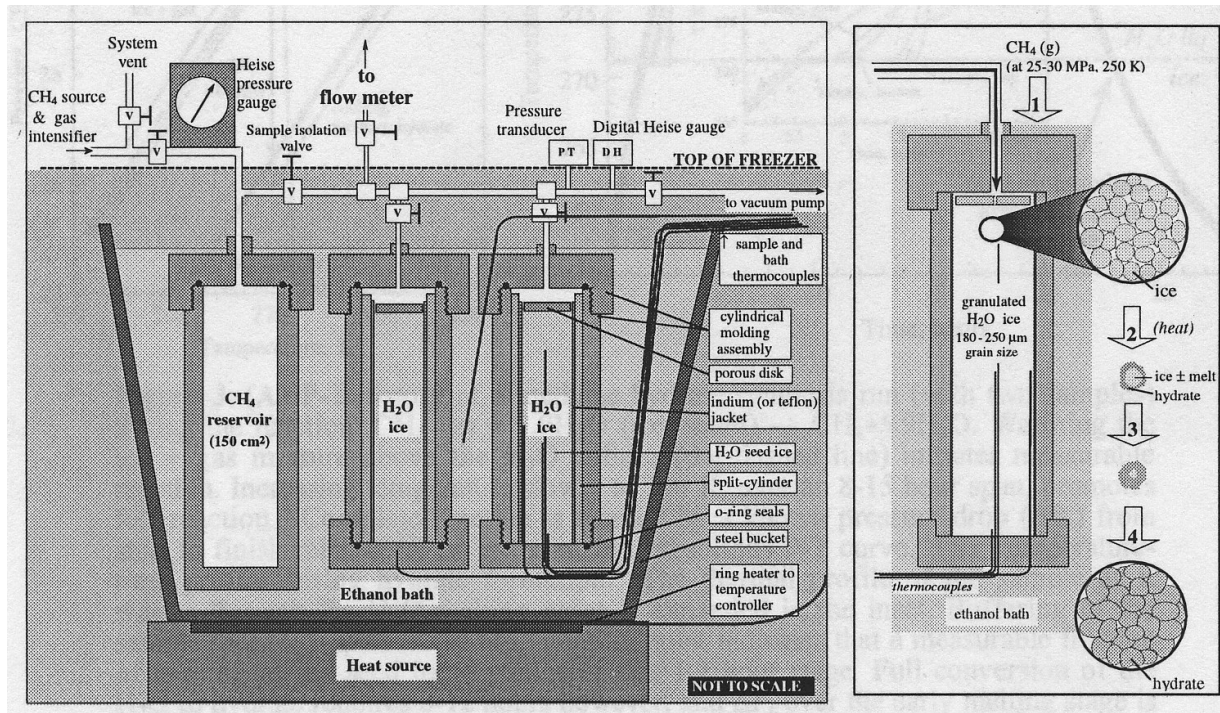 System
vent
Heise
pressure
gauge
CH₄ source
& gas
intensifier
V
V
to
flow meter
V
Sample isolation
valve
V
Pressure
transducer
Digital Heise gauge
P T
D H
TOP OF FREEZER
V
V
V
to vacuum pump
↑ sample and
bath
thermocouples
cylindrical
molding
assembly
porous disk
indium (or teflon)
jacket
H₂O seed ice
split-cylinder
o-ring seals
steel bucket
ring heater to
temperature
controller
CH₄
reservoir
(150 cm²)
H₂O
ice
H₂O
ice
Ethanol bath
Heat source
NOT TO SCALE
CH₄ (g)
(at 25-30 MPa, 250 K)
1
ice
granulated
H₂O ice
180-250 µm
grain size
2
(heat)
ice ± melt
hydrate
3
4
thermocouples
ethanol bath
hydrate